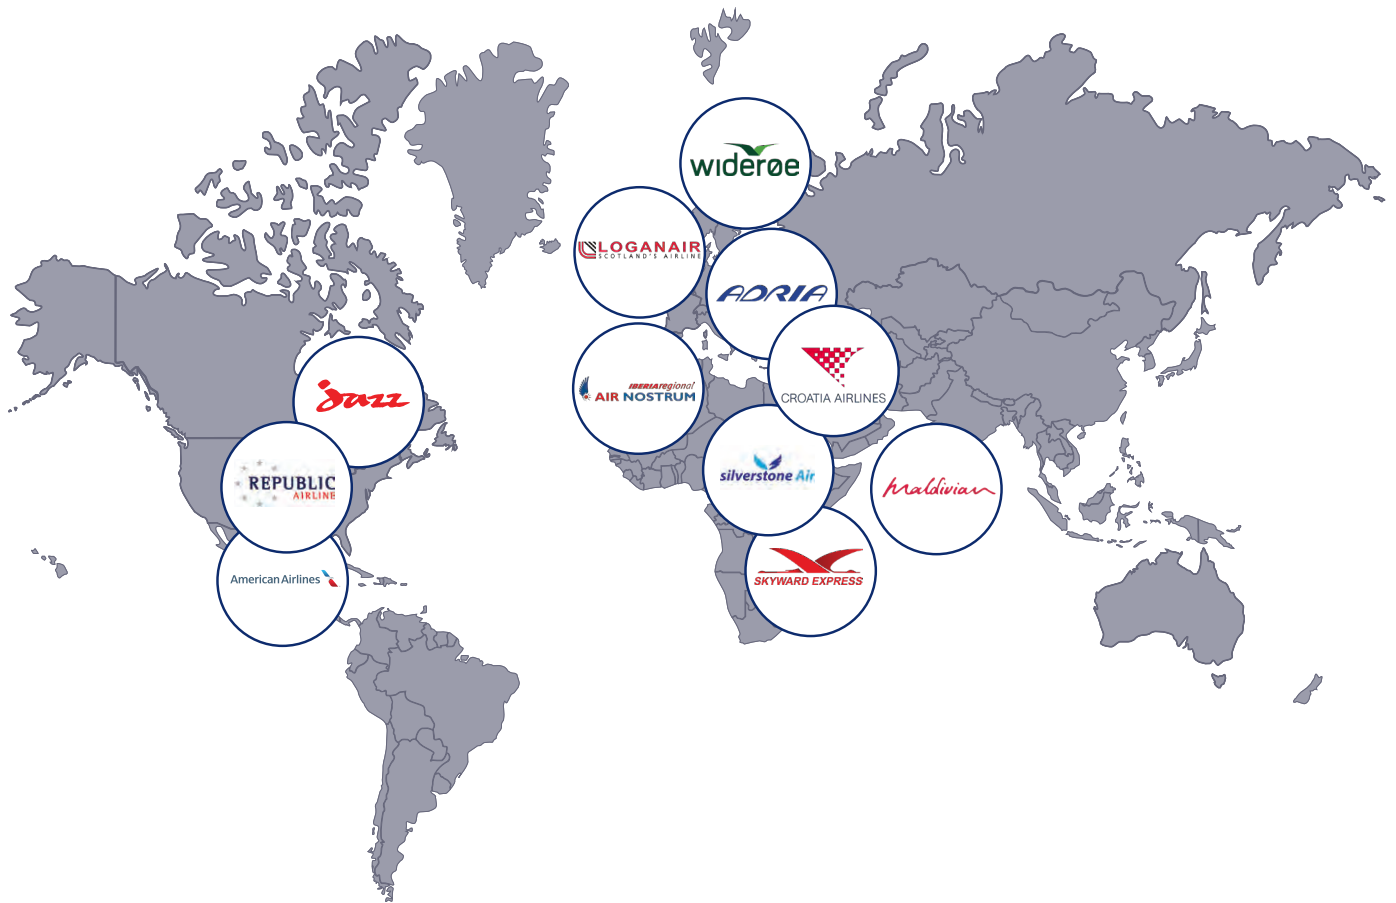 widerøe
LOGANAIR
SCOTLAND'S AIRLINE
ADRIA
jazz
IBERIAregional
AIR NOSTRUM
CROATIA AIRLINES
REPUBLIC
AIRLINE
silverstone Air
Maldivian
American Airlines
SKYWARD EXPRESS